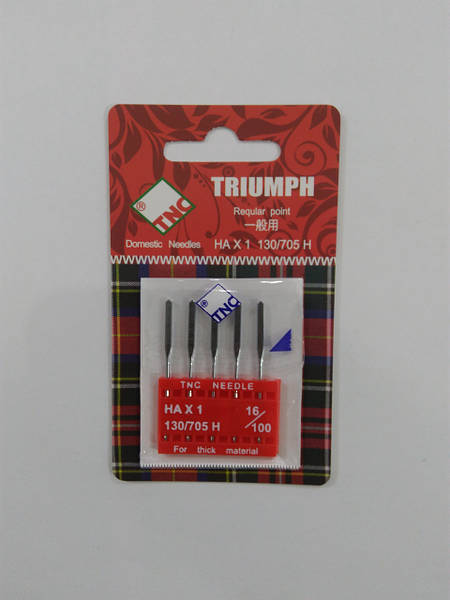 ® TNC
TRIUMPH
Reqular point
一般用
Domestic Needles HA X 1 130/705 H
® TNC
TNC NEEDLE
HA X 1 16/100
130/705 H
For thick material